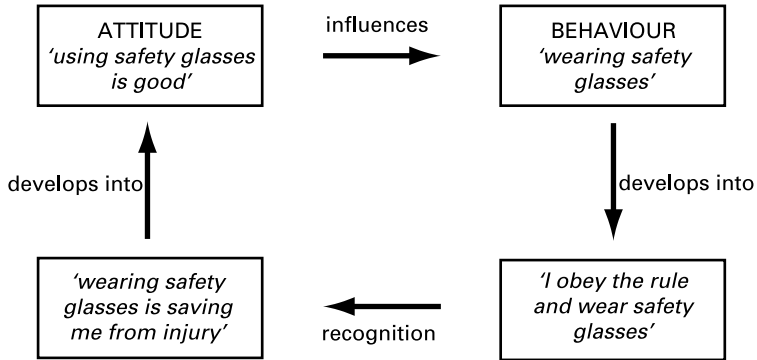 ATTITUDE
‘using safety glasses
is good’
influences
BEHAVIOUR
‘wearing safety
glasses’
develops into
develops into
‘wearing safety
glasses is saving
me from injury’
recognition
‘I obey the rule
and wear safety
glasses’